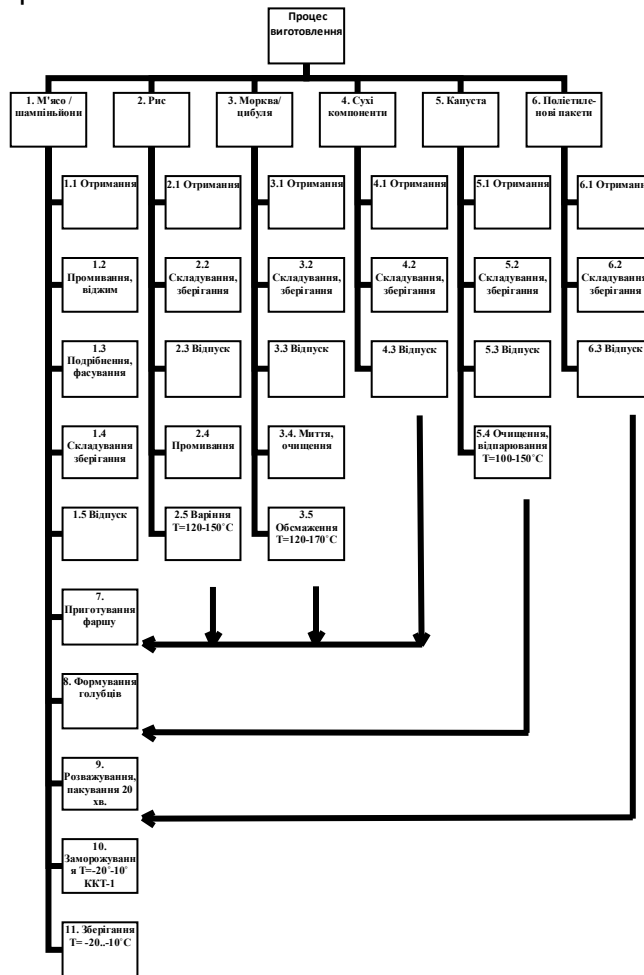 Процес
виготовлення
1. М'ясо /
шампіньйони
2. Рис
3. Морква/
цибуля
4. Сухі
компоненти
5. Капуста
6. Поліетиле-
нові пакети
1.1 Отримання
2.1 Отримання
3.1 Отримання
4.1 Отримання
5.1 Отримання
6.1 Отримання
1.2
Промивання,
віджим
2.2
Складування,
зберігання
3.2
Складування,
зберігання
4.2
Складування,
зберігання
5.2
Складування,
зберігання
6.2
Складування
зберігання
1.3
Подрібнення,
фасування
2.3 Відпуск
3.3 Відпуск
4.3 Відпуск
5.3 Відпуск
6.3 Відпуск
1.4
Складування
зберігання
2.4
Промивання
3.4. Миття,
очищення
5.4 Очищення,
відпарювання
Т=100-150˚С
1.5 Відпуск
2.5 Варіння
Т=120-150˚С
3.5
Обсмаження
Т=120-170˚С
7.
Приготування
фаршу
8. Формування
голубців
9.
Розважування,
пакування 20
хв.
10.
Заморожуванн
я Т=-20˚-10˚
ККТ-1
11. Зберігання
Т= -20..-10˚С